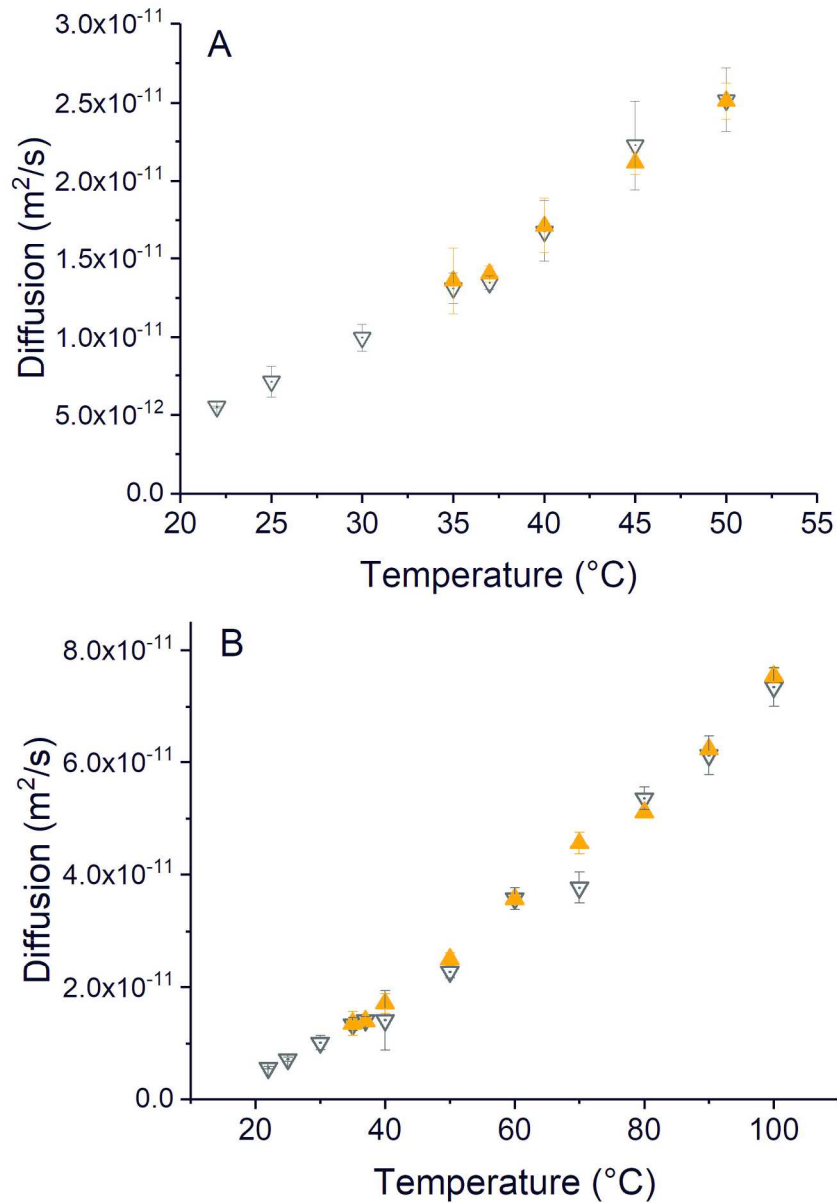 A
3.0x10⁻¹¹
2.5x10⁻¹¹
2.0x10⁻¹¹
1.5x10⁻¹¹
1.0x10⁻¹¹
5.0x10⁻¹²
0.0
Diffusion (m²/s)
20 25 30 35 40 45 50 55
Temperature (°C)
B
8.0x10⁻¹¹
6.0x10⁻¹¹
4.0x10⁻¹¹
2.0x10⁻¹¹
0.0
Diffusion (m²/s)
20 40 60 80 100
Temperature (°C)